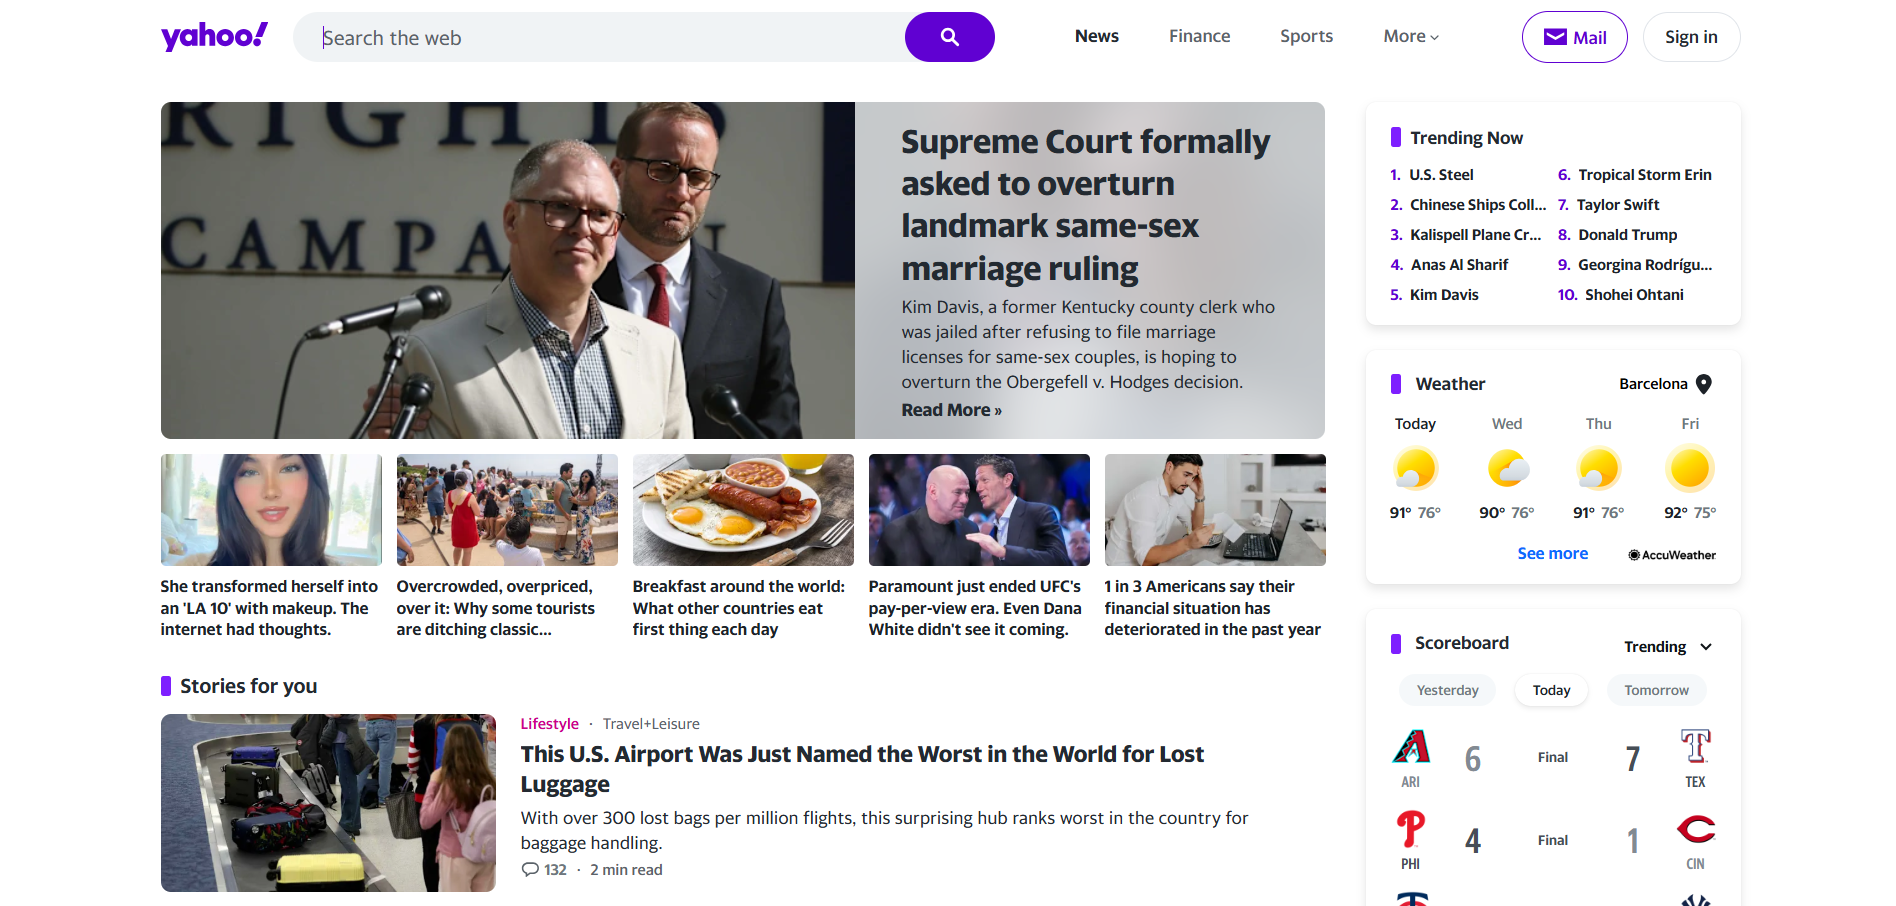 yahoo!
Search the web
News
Finance
Sports
More
Mail
Sign in
RIGHTS
CAMPA N
Supreme Court formally
asked to overturn
landmark same-sex
marriage ruling
Kim Davis, a former Kentucky county clerk who
was jailed after refusing to file marriage
licenses for same-sex couples, is hoping to
overturn the Obergefell v. Hodges decision.
Read More »
She transformed herself into
an 'LA 10' with makeup. The
internet had thoughts.
Overcrowded, overpriced,
over it: Why some tourists
are ditching classic...
Breakfast around the world:
What other countries eat
first thing each day
Paramount just ended UFC's
pay-per-view era. Even Dana
White didn't see it coming.
1 in 3 Americans say their
financial situation has
deteriorated in the past year
Stories for you
Lifestyle · Travel+Leisure
This U.S. Airport Was Just Named the Worst in the World for Lost
Luggage
With over 300 lost bags per million flights, this surprising hub ranks worst in the country for
baggage handling.
132 · 2 min read
Trending Now
1. U.S. Steel
2. Chinese Ships Coll...
3. Kalispell Plane Cr...
4. Anas Al Sharif
5. Kim Davis
6. Tropical Storm Erin
7. Taylor Swift
8. Donald Trump
9. Georgina Rodrígu...
10. Shohei Ohtani
Weather
Barcelona
Today Wed Thu Fri
91° 76° 90° 76° 91° 76° 92° 75°
See more
AccuWeather
Scoreboard
Trending
Yesterday Today Tomorrow
6 Final 7
ARI TEX
4 Final 1
PHI CIN